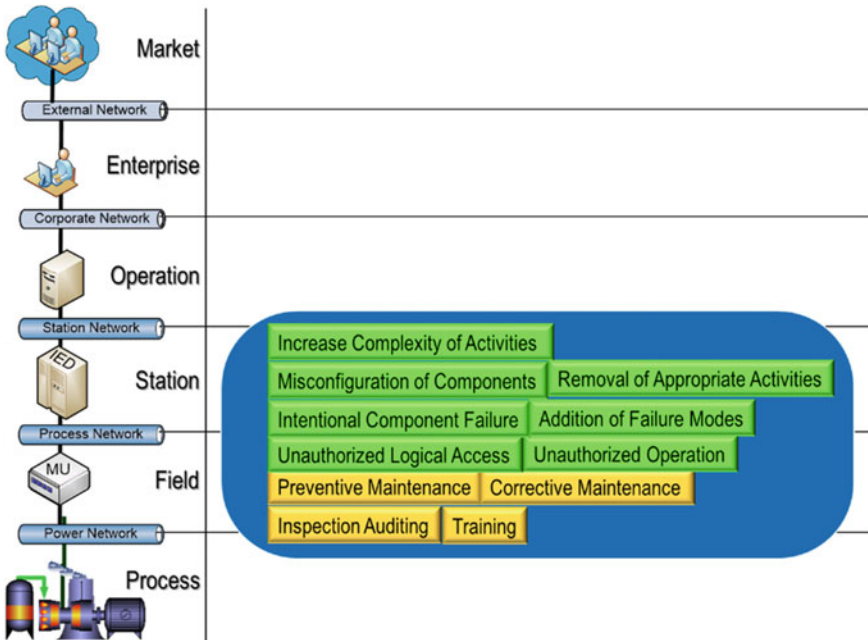 Market
External Network
Enterprise
Corporate Network
Operation
Station Network
IED
Station
Process Network
MU
Field
Power Network
Process
Increase Complexity of Activities
Misconfiguration of Components
Removal of Appropriate Activities
Intentional Component Failure
Addition of Failure Modes
Unauthorized Logical Access
Unauthorized Operation
Preventive Maintenance
Corrective Maintenance
Inspection Auditing
Training